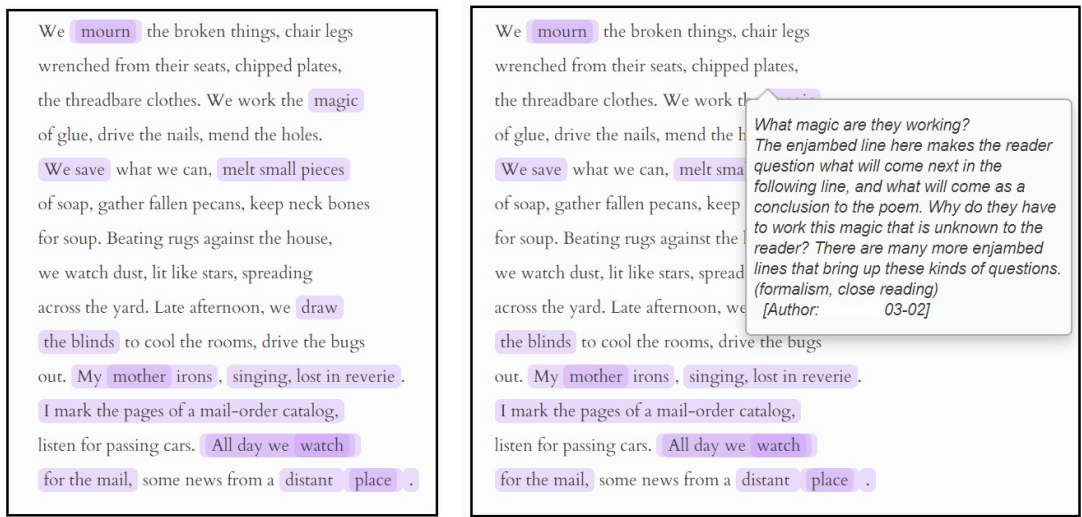 We mourn the broken things, chair legs
wrenched from their seats, chipped plates,
the threadbare clothes. We work the magic
of glue, drive the nails, mend the holes.
We save what we can, melt small pieces
of soap, gather fallen pecans, keep neck bones
for soup. Beating rugs against the house,
we watch dust, lit like stars, spreading
across the yard. Late afternoon, we draw
the blinds to cool the rooms, drive the bugs
out. My mother irons, singing, lost in reverie.
I mark the pages of a mail-order catalog,
listen for passing cars. All day we watch
for the mail, some news from a distant place.
We mourn the broken things, chair legs
wrenched from their seats, chipped plates,
the threadbare clothes. We work
of glue, drive the nails, mend the
We save what we can, melt
of soap, gather fallen pecans, keep
for soup. Beating rugs against the
we watch dust, lit like stars,
across the yard. Late afternoon, we
the blinds to cool the rooms, drive the bugs
out. My mother irons, singing, lost in reverie.
I mark the pages of a mail-order catalog,
listen for passing cars. All day we watch
for the mail, some news from a distant place.
What magic are they working?
The enjambed line here makes the reader
question what will come next in the
following line, and what will come as a
conclusion to the poem. Why do they have
to work this magic that is unknown to the
reader? There are many more enjambed
lines that bring up these kinds of questions.
(formalism, close reading)
[Author: 03-02]